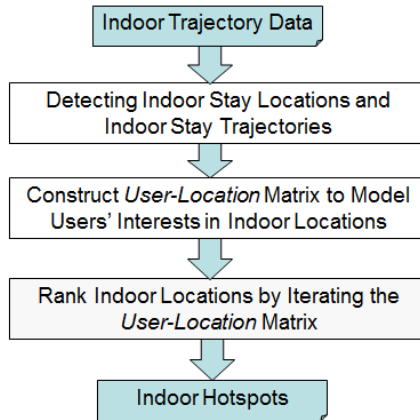 Indoor Trajectory Data
Detecting Indoor Stay Locations and
Indoor Stay Trajectories
Construct User-Location Matrix to Model
Users' Interests in Indoor Locations
Rank Indoor Locations by Iterating the
User-Location Matrix
Indoor Hotspots